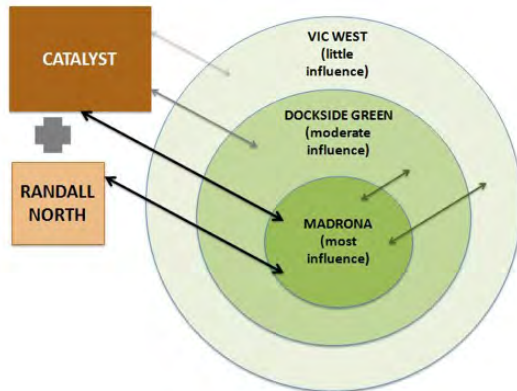 CATALYST
RANDALL
NORTH
VIC WEST
(little
influence)
DOCKSIDE GREEN
(moderate
influence)
MADRONA
(most
influence)